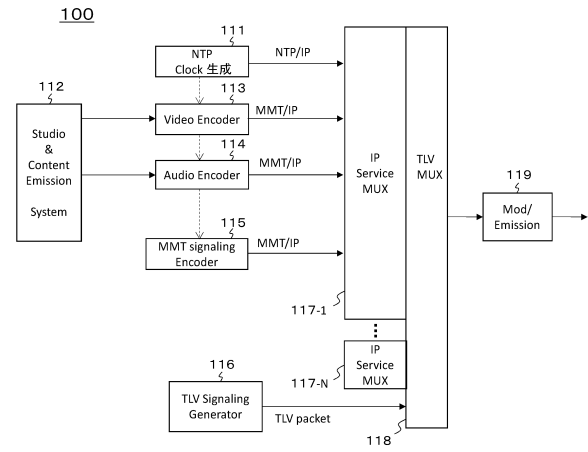 100
111
NTP
Clock 生成
NTP/IP
112
Studio
&
Content
Emission
System
113
Video Encoder
MMT/IP
114
Audio Encoder
MMT/IP
115
MMT signaling
Encoder
MMT/IP
IP
Service
MUX
117-1
TLV
MUX
119
Mod/
Emission
IP
Service
MUX
117-N
116
TLV Signaling
Generator
TLV packet
118